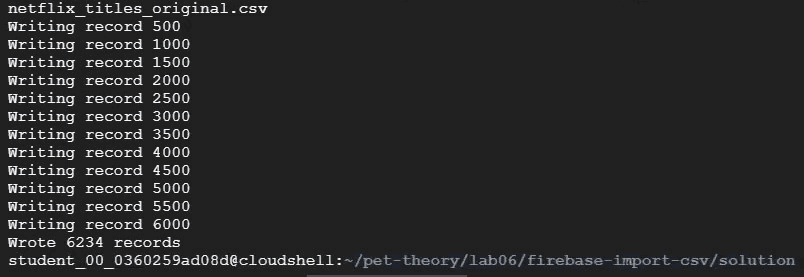 netflix_titles_original.csv
Writing record 500
Writing record 1000
Writing record 1500
Writing record 2000
Writing record 2500
Writing record 3000
Writing record 3500
Writing record 4000
Writing record 4500
Writing record 5000
Writing record 5500
Writing record 6000
Wrote 6234 records
student_00_0360259ad08d@cloudshell:~/pet-theory/lab06/firebase-import-csv/solution